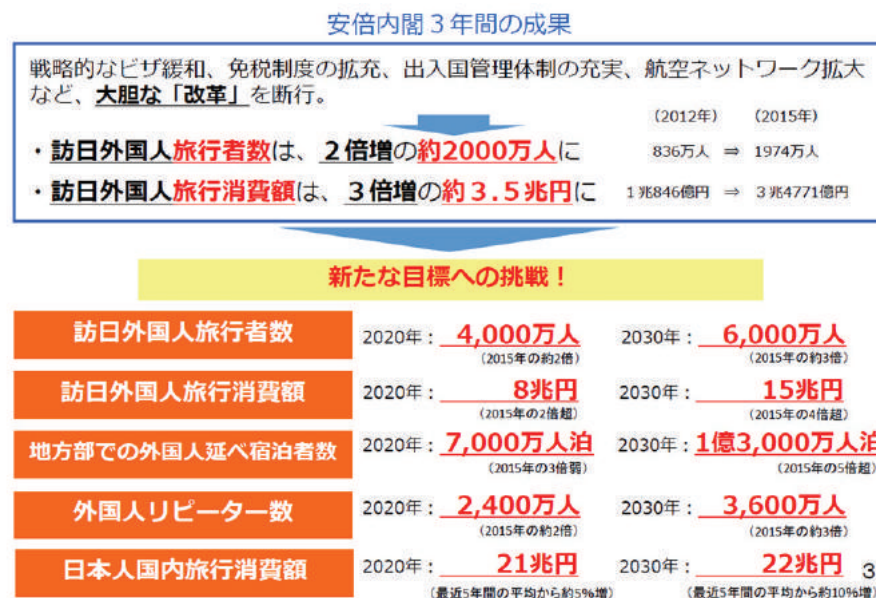 安倍内閣3年間の成果
戦略的なビザ緩和、免税制度の拡充、出入国管理体制の充実、航空ネットワーク拡大
など、大胆な「改革」を断行。
(2012年) (2015年)
・訪日外国人旅行者数は、2倍増の約2000万人に 836万人 ⇒ 1974万人
・訪日外国人旅行消費額は、3倍増の約3.5兆円に 1兆846億円 ⇒ 3兆4771億円
新たな目標への挑戦！
訪日外国人旅行者数 2020年： 4,000万人 2030年： 6,000万人
(2015年の約2倍) (2015年の約3倍)
訪日外国人旅行消費額 2020年： 8兆円 2030年： 15兆円
(2015年の2倍超) (2015年の4倍超)
地方部での外国人延べ宿泊者数 2020年： 7,000万人泊 2030年： 1億3,000万人泊
(2015年の3倍弱) (2015年の5倍超)
外国人リピーター数 2020年： 2,400万人 2030年： 3,600万人
(2015年の約2倍) (2015年の約3倍)
日本人国内旅行消費額 2020年： 21兆円 2030年： 22兆円 3
(最近5年間の平均から約5%増) (最近5年間の平均から約10%増)